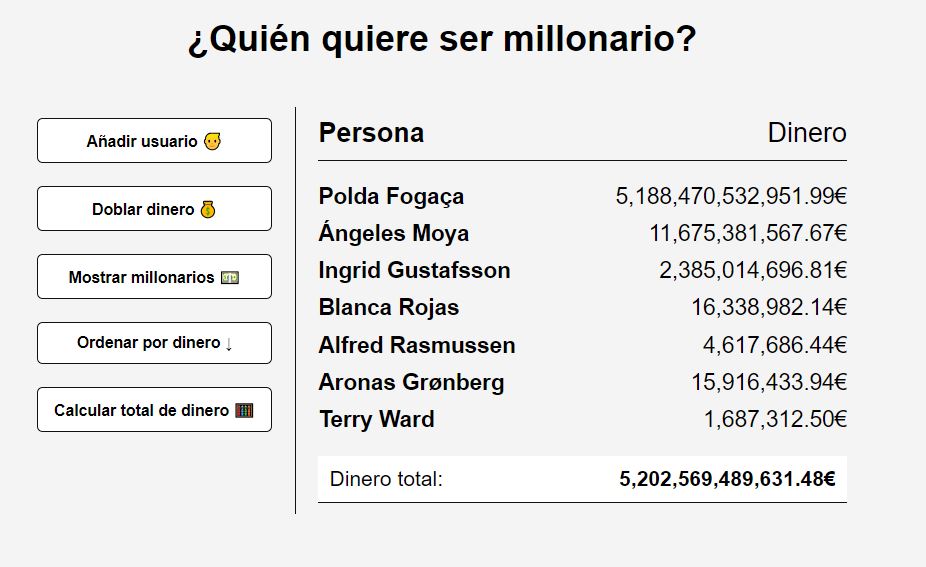 ¿Quién quiere ser millonario?
Añadir usuario 👨
Doblar dinero 💰
Mostrar millonarios 💵
Ordenar por dinero ↓
Calcular total de dinero 🧮
Persona Dinero
Polda Fogaça 5,188,470,532,951.99€
Ángeles Moya 11,675,381,567.67€
Ingrid Gustafsson 2,385,014,696.81€
Blanca Rojas 16,338,982.14€
Alfred Rasmussen 4,617,686.44€
Aronas Grønberg 15,916,433.94€
Terry Ward 1,687,312.50€
Dinero total: 5,202,569,489,631.48€